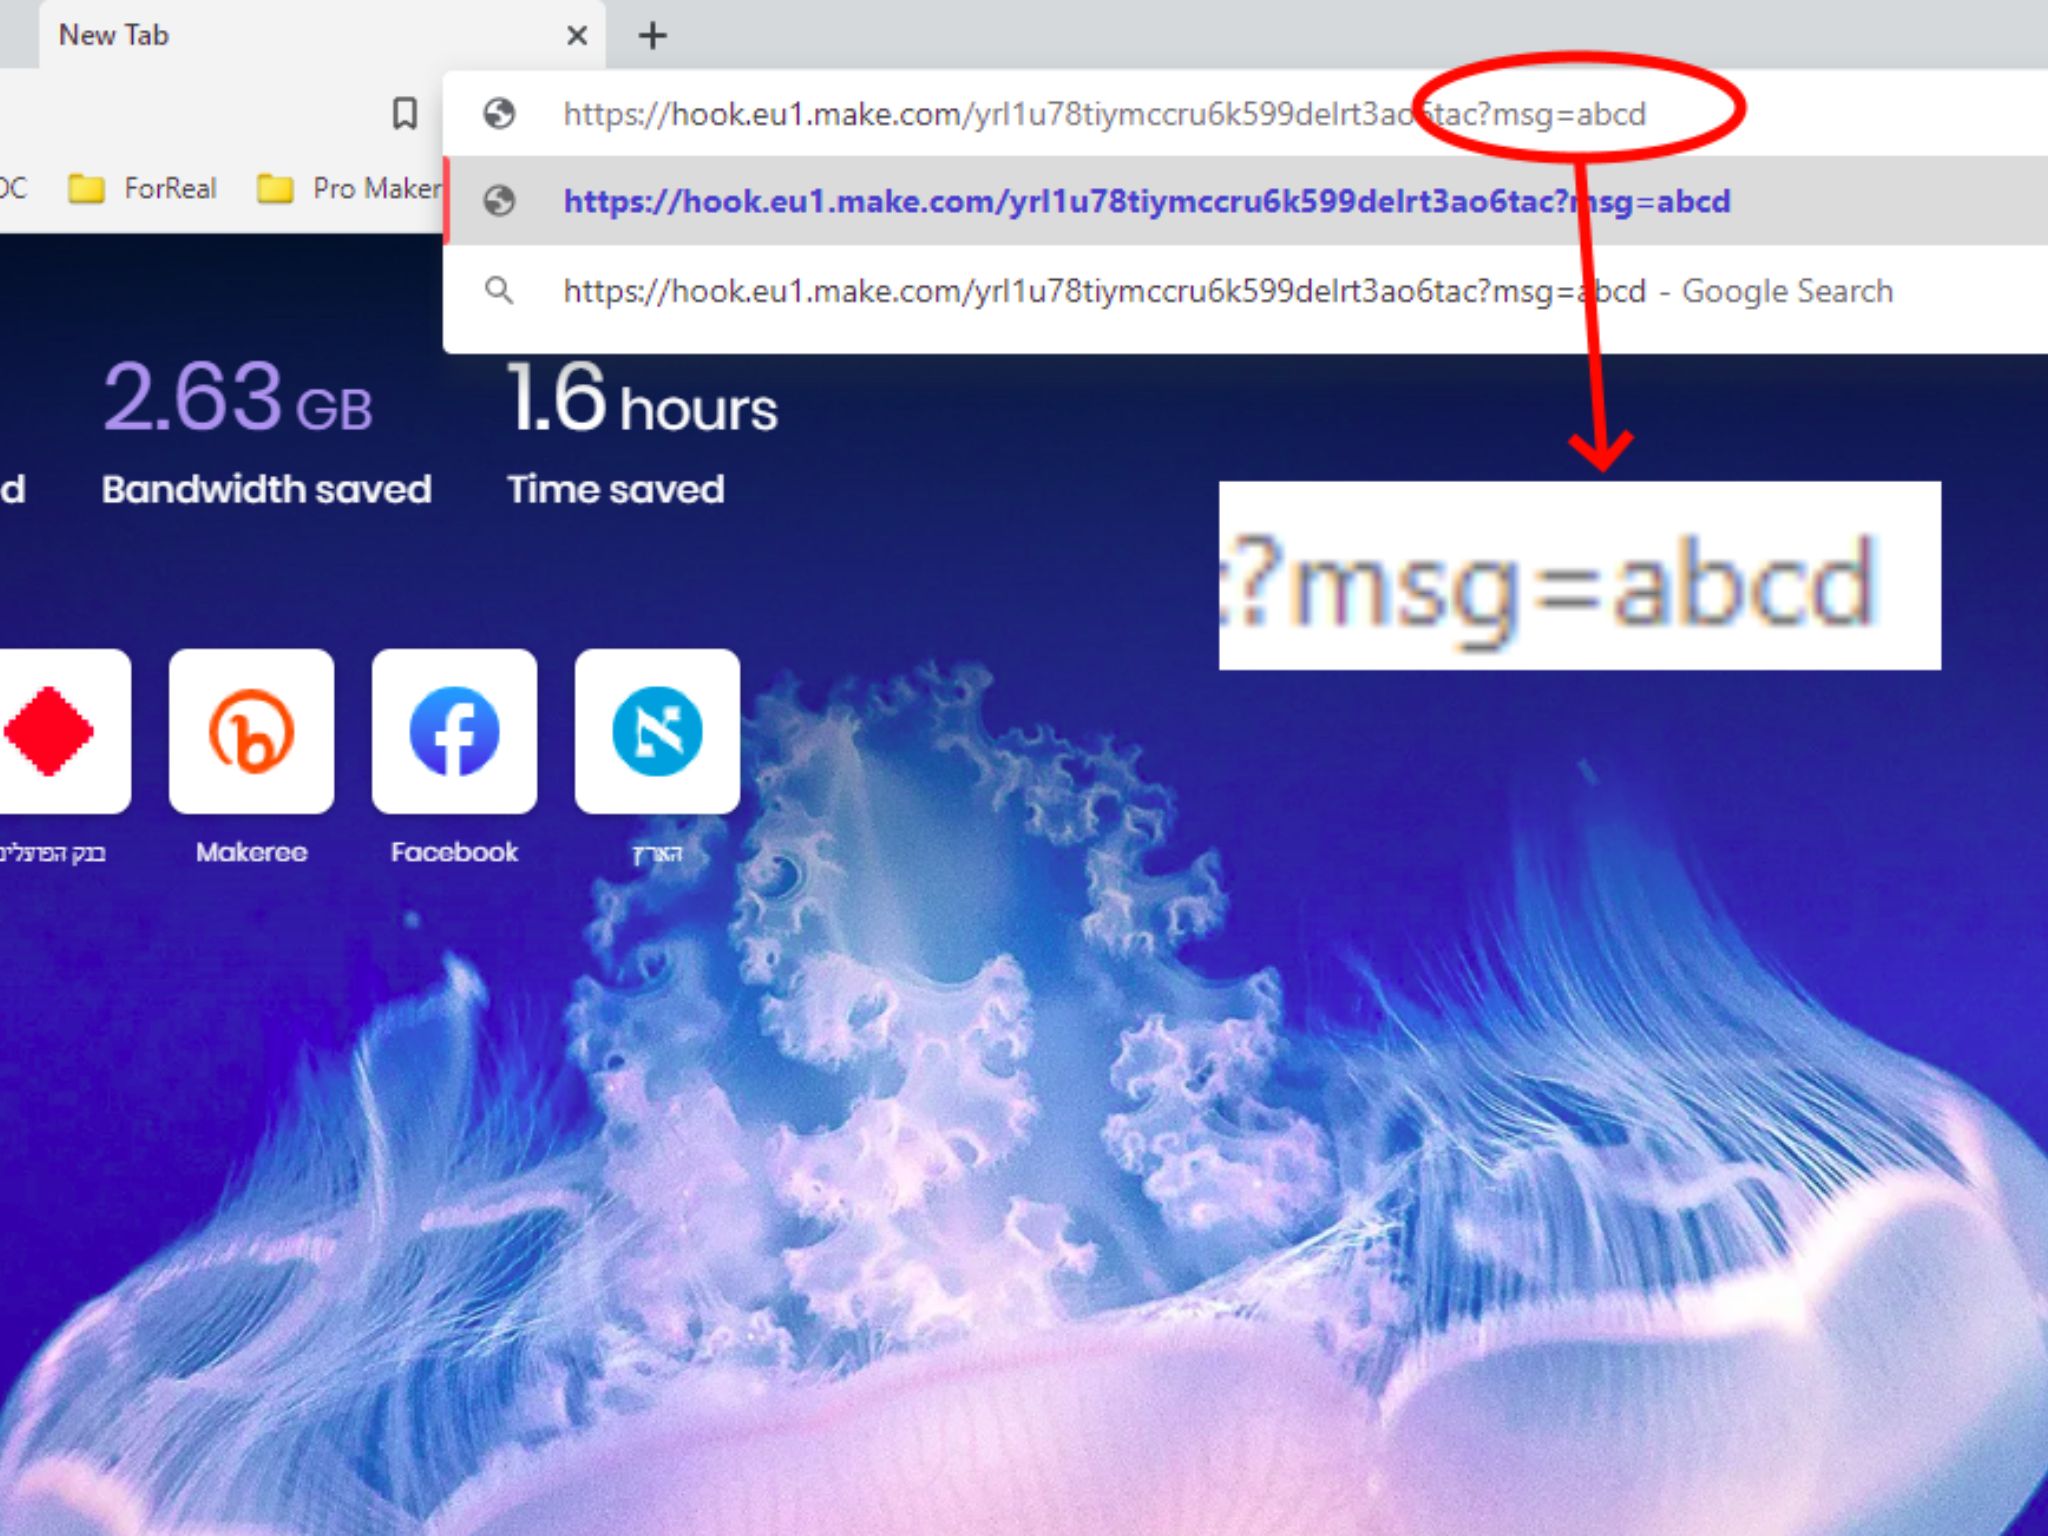 New Tab
https://hook.eu1.make.com/yrl1u78tiymccru6k599delrt3ao6tac?msg=abcd
ForReal
Pro Maker
https://hook.eu1.make.com/yrl1u78tiymccru6k599delrt3ao6tac?msg=abcd
https://hook.eu1.make.com/yrl1u78tiymccru6k599delrt3ao6tac?msg=abcd - Google Search
2.63 GB
1.6 hours
Bandwidth saved
Time saved
?msg=abcd
בנק הפועלים
Makeree
Facebook
הארץ